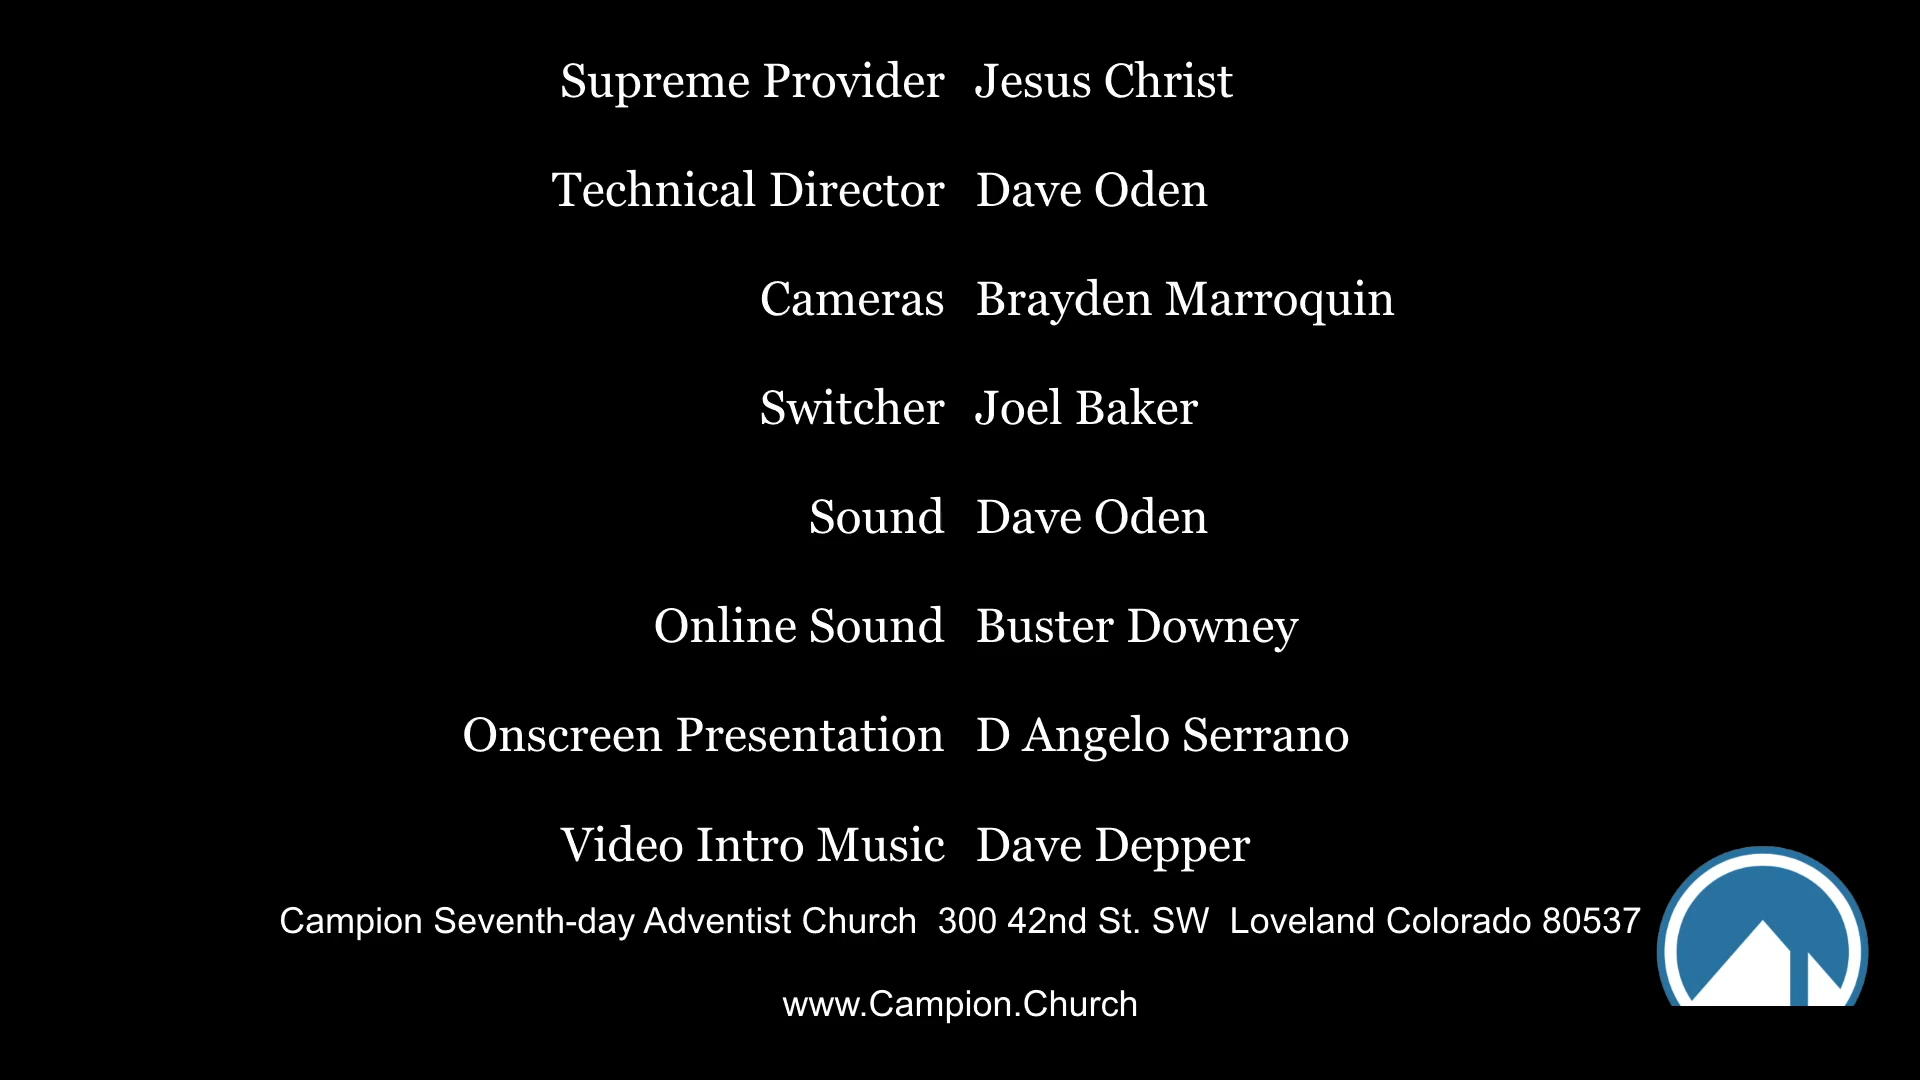 Supreme Provider Jesus Christ
Technical Director Dave Oden
Cameras Brayden Marroquin
Switcher Joel Baker
Sound Dave Oden
Online Sound Buster Downey
Onscreen Presentation D Angelo Serrano
Video Intro Music Dave Depper
Campion Seventh-day Adventist Church 300 42nd St. SW Loveland Colorado 80537
www.Campion.Church